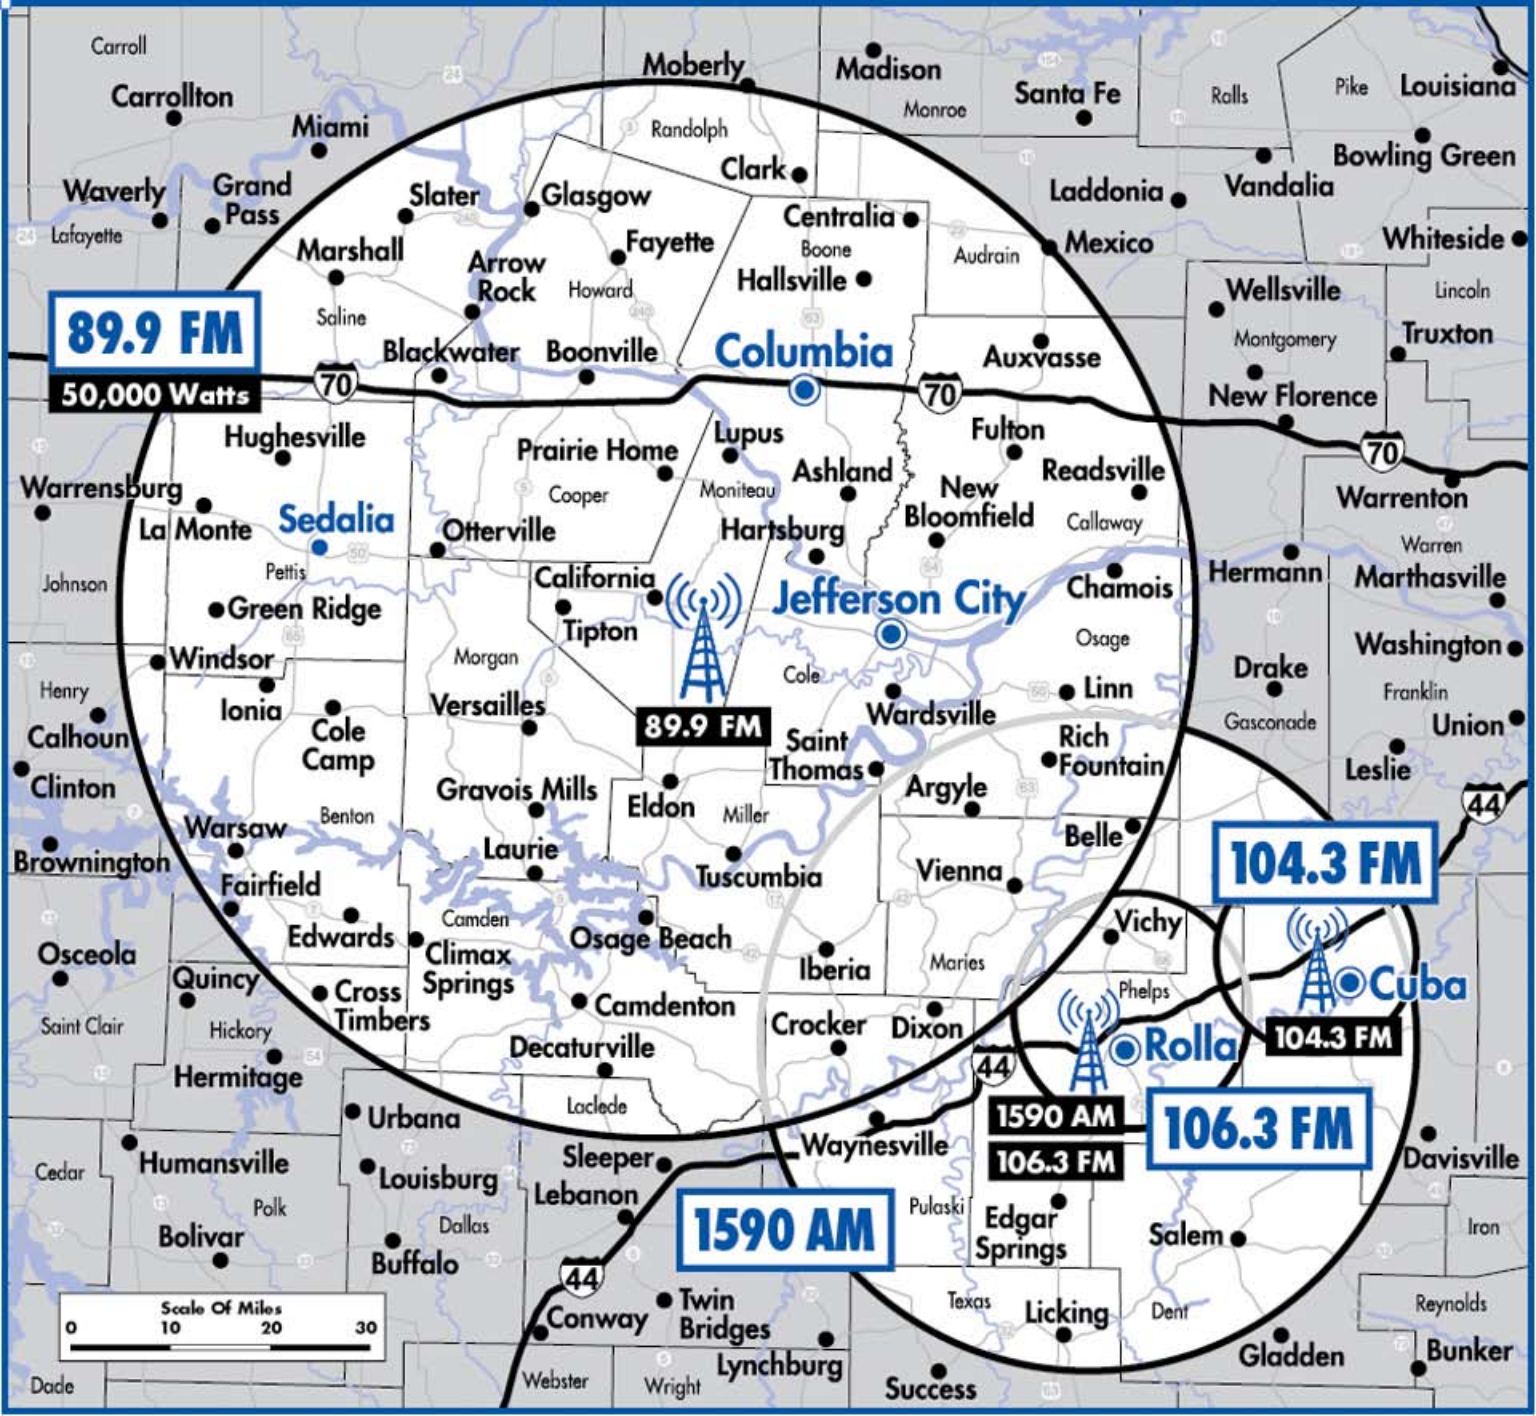 Carroll
Carrollton
Miami
Moberly
Madison
Santa Fe
Monroe
Ralls
Pike
Louisiana
Randolph
Clark
Bowling Green
Vandalia
Laddonia
Waverly
Grand
Pass
Lafayette
Slater
Glasgow
Centralia
Boone
Audrain
Mexico
Whiteside
Marshall
Fayette
Arrow
Rock
Howard
Hallsville
Wellsville
Lincoln
Saline
Montgomery
Truxton
89.9 FM
50,000 Watts
Blackwater
Boonville
Columbia
Auxvasse
New Florence
70
70
70
Hughesville
Prairie Home
Lupus
Fulton
Ashland
Readsville
Warrensburg
La Monte
Sedalia
Cooper
Moniteau
New
Bloomfield
Callaway
Warrenton
Otterville
Hartsburg
Warren
50
Pettis
Johnson
California
Tipton
Jefferson City
Chamois
Hermann
Marthasville
Green Ridge
Osage
Washington
Windsor
Morgan
Cole
Linn
Drake
Franklin
Henry
Ionia
Calhoun
Cole
Camp
Versailles
89.9 FM
Wardsville
Gasconade
Union
Saint
Thomas
Rich
Fountain
Leslie
Clinton
Gravois Mills
Eldon
Miller
Argyle
44
Benton
Warsaw
Laurie
Belle
Brownington
Tuscumbia
Vienna
104.3 FM
Fairfield
Camden
Edwards
Osage Beach
Vichy
Climax
Springs
Iberia
Maries
Osceola
Quincy
Cross
Timbers
Camdenton
Phelps
Cuba
Saint Clair
Hickory
Crocker
Dixon
104.3 FM
Hermitage
Decaturville
44
Rolla
Laclede
Urbana
1590 AM
106.3 FM
106.3 FM
Waynesville
Humansville
Cedar
Louisburg
Sleeper
Lebanon
Davisville
Polk
Dallas
Pulaski
Edgar
Springs
Salem
Iron
Bolivar
Buffalo
1590 AM
44
Scale Of Miles
0 10 20 30
Conway
Twin
Bridges
Texas
Licking
Dent
Reynolds
Lynchburg
Gladden
Bunker
Dade
Webster
Wright
Success